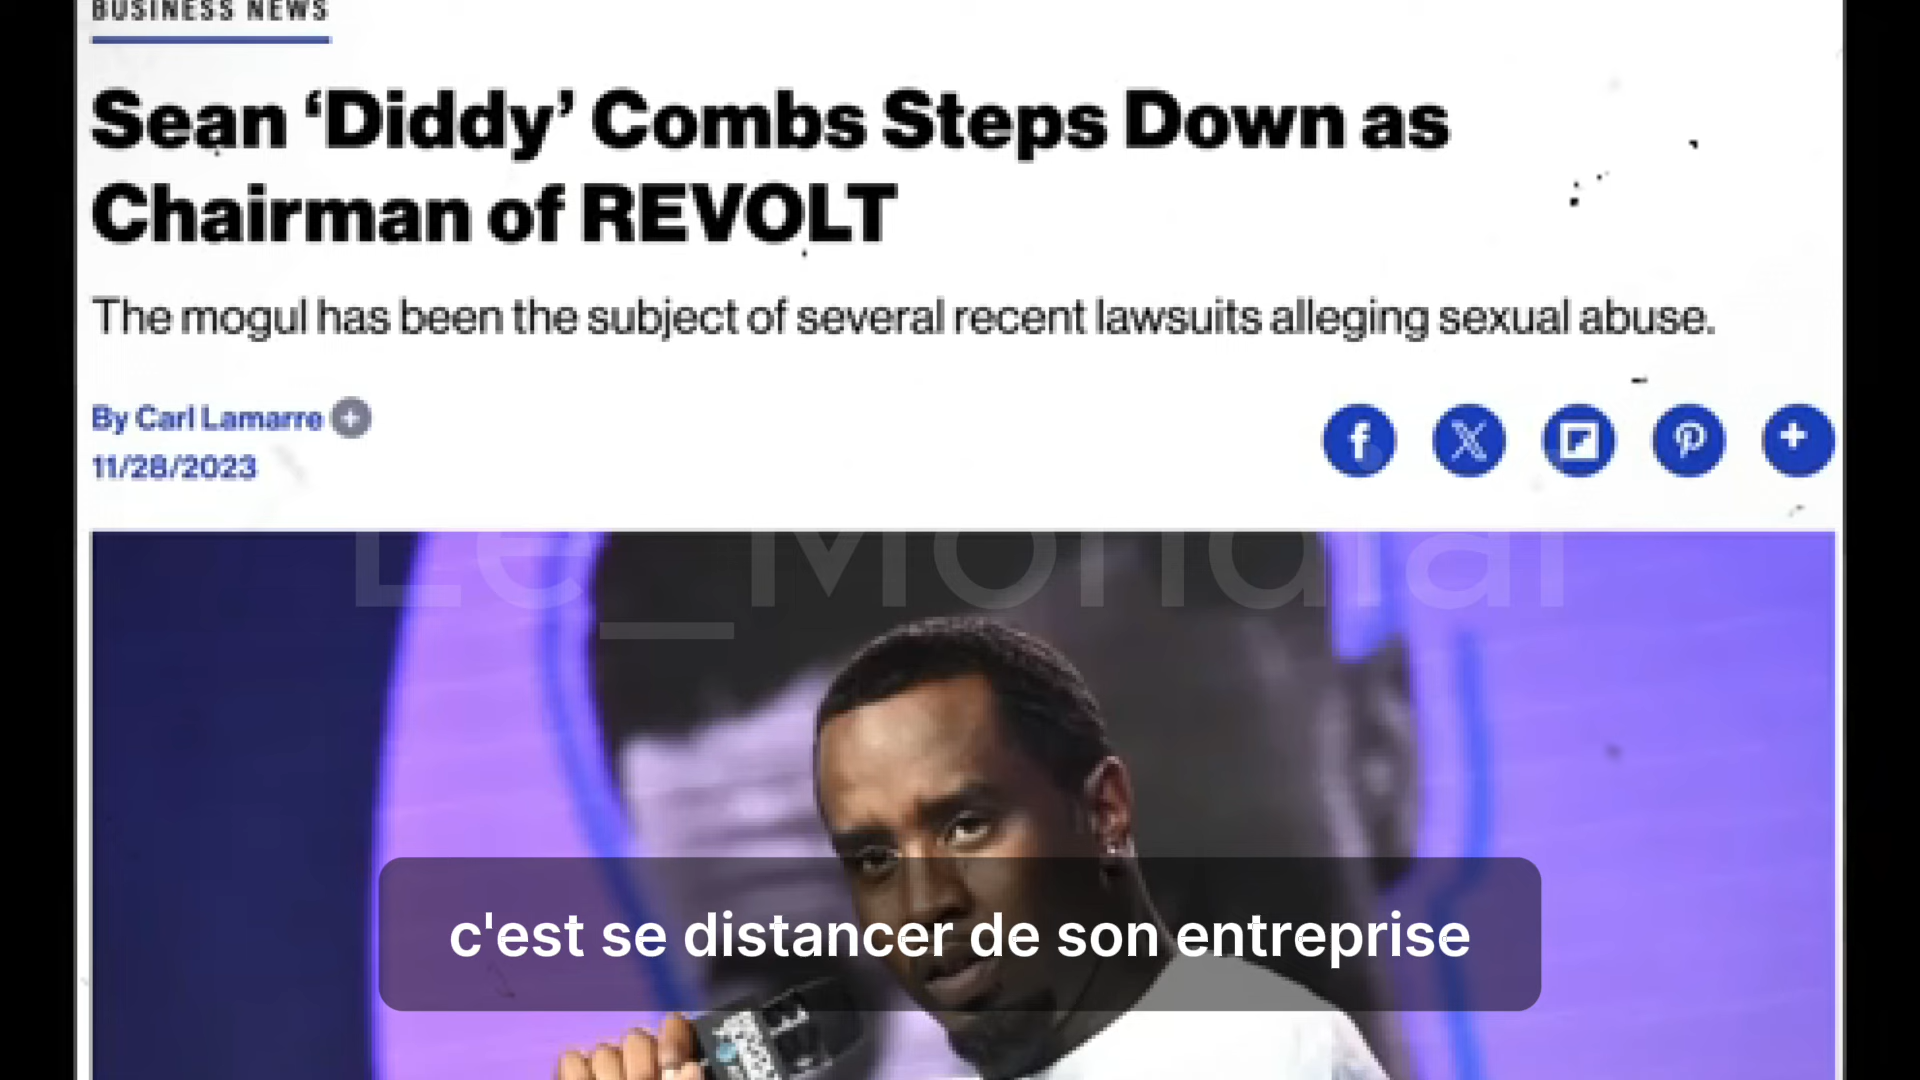 BUSINESS NEWS
Sean ‘Diddy’ Combs Steps Down as
Chairman of REVOLT
The mogul has been the subject of several recent lawsuits alleging sexual abuse.
By Carl Lamarre +
11/28/2023
Le_Mondial
c'est se distancer de son entreprise